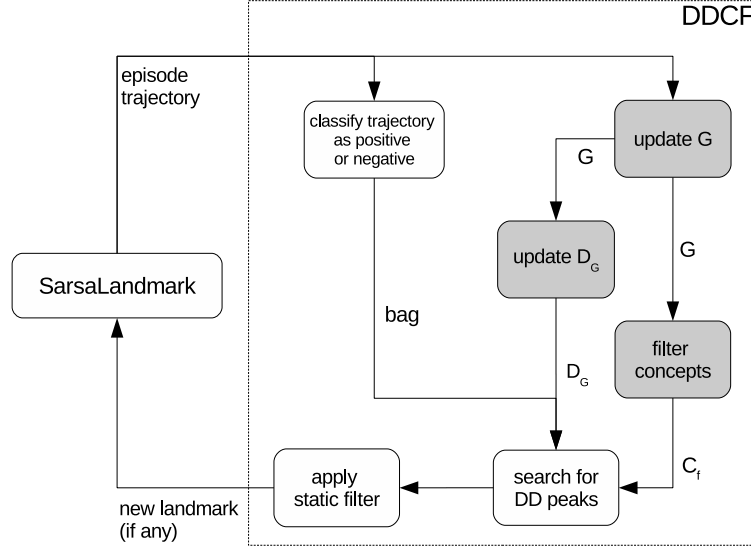 DDCF
episode
trajectory
classify trajectory
as positive
or negative
update G
G
update D_G
G
SarsaLandmark
bag
filter
concepts
D_G
C_f
apply
static filter
search for
DD peaks
new landmark
(if any)